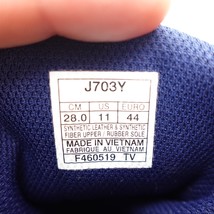 J703Y
CM US EURO
28.0 11 44
SYNTHETIC LEATHER & SYNTHETIC
FIBER UPPER / RUBBER SOLE
MADE IN VIETNAM
FABRIQUE AU VIETNAM
F460519 TV